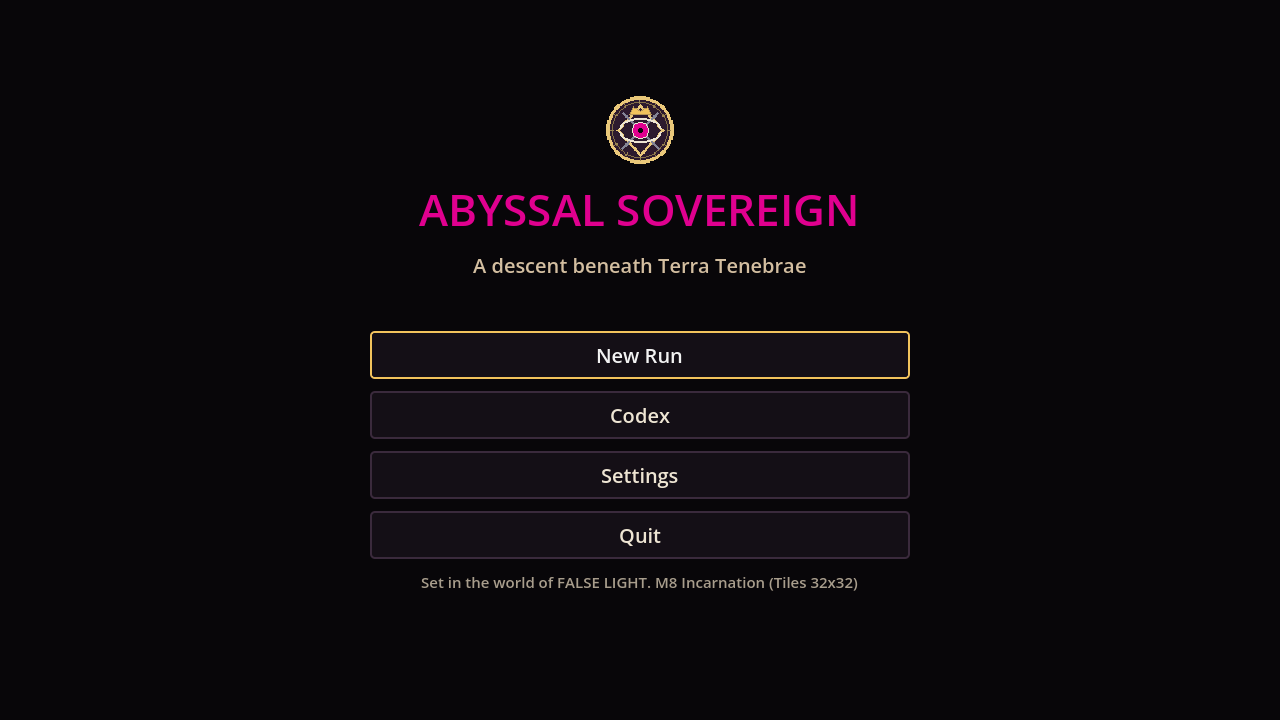 ABYSSAL SOVEREIGN
A descent beneath Terra Tenebrae
New Run
Codex
Settings
Quit
Set in the world of FALSE LIGHT. M8 Incarnation (Tiles 32x32)